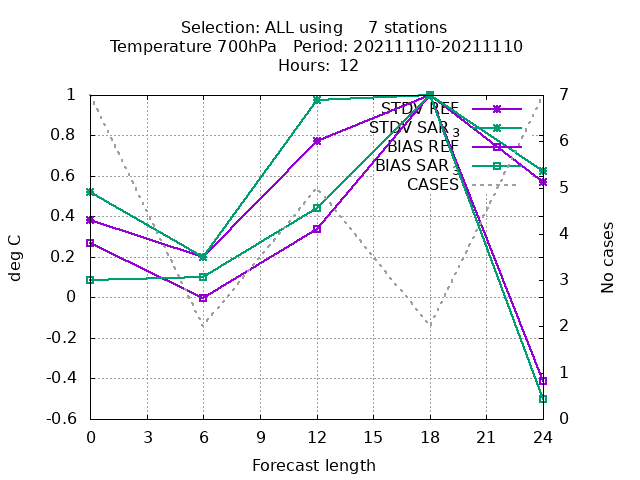 Selection: ALL using     7 stations
Temperature 700hPa   Period: 20211110-20211110
Hours: 12
STDV REF
STDV SAR3
BIAS REF
BIAS SAR3
CASES
1
0.8
0.6
0.4
0.2
0
-0.2
-0.4
-0.6
deg C
7
6
5
4
3
2
1
0
No cases
0 3 6 9 12 15 18 21 24
Forecast length